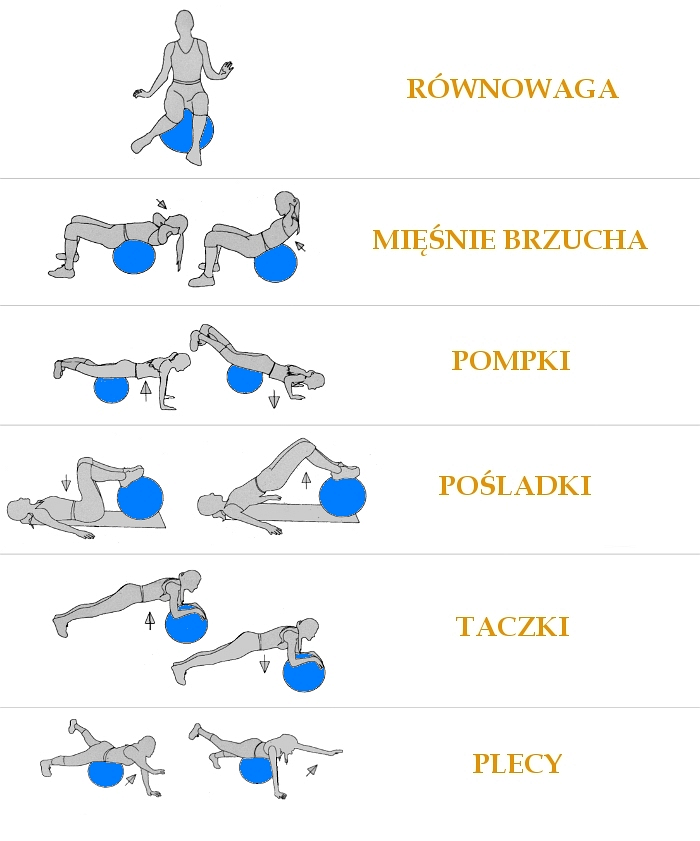 RÓWNOWAGA
MIĘŚNIE BRZUCHA
POMPKI
POŚLADKI
TACZKI
PLECY